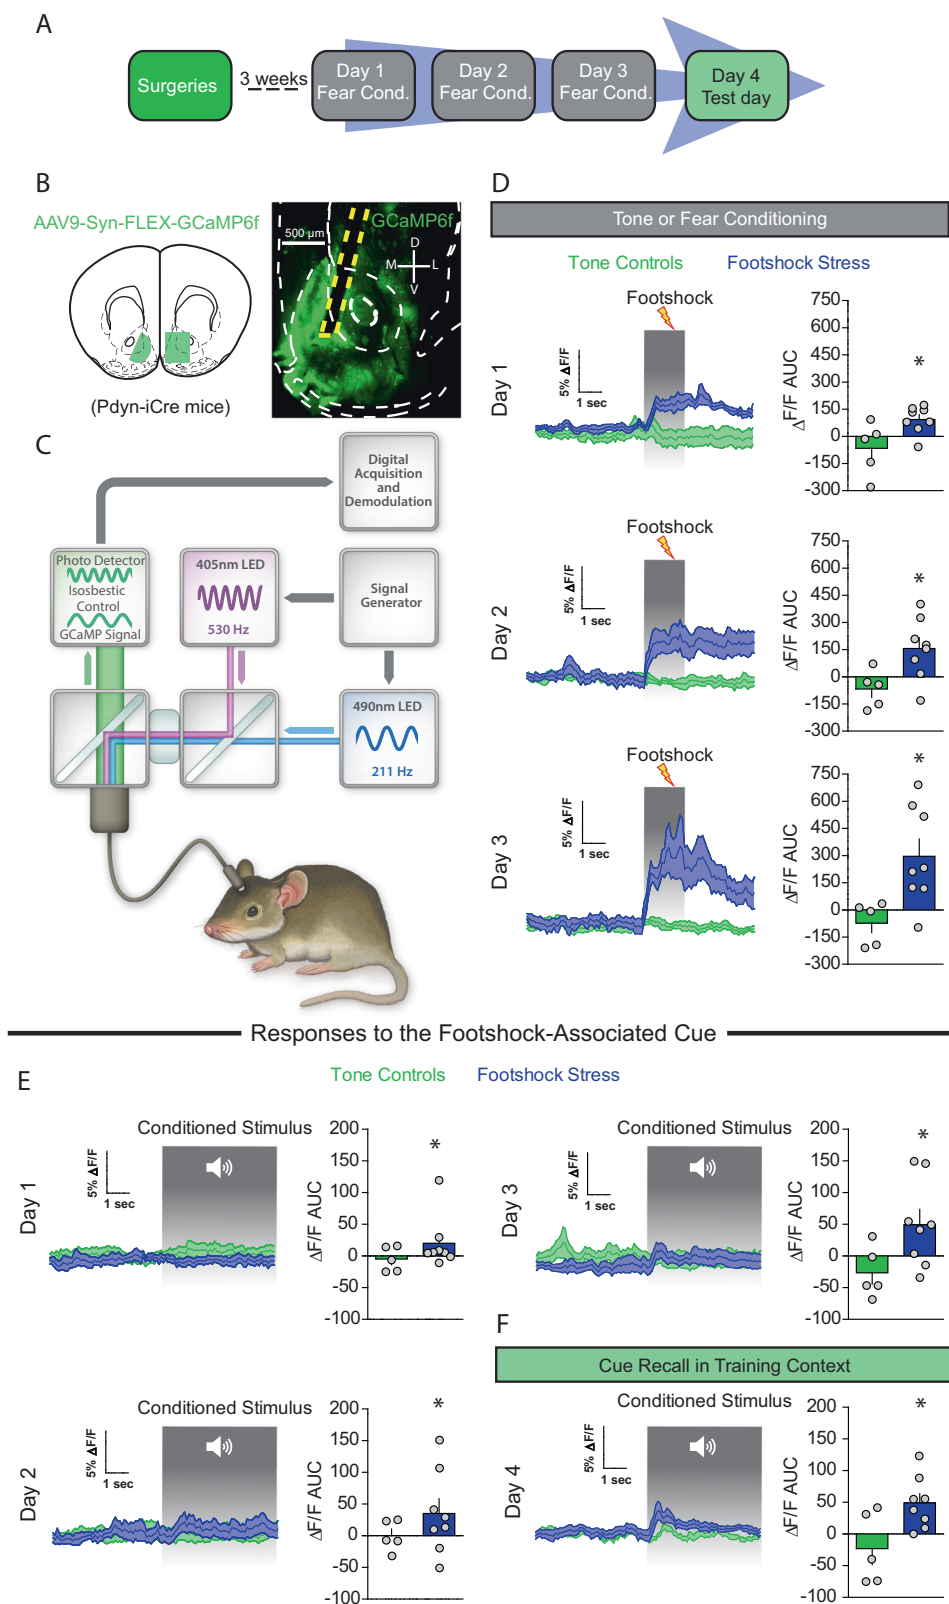 A
Surgeries
3 weeks
Day 1
Fear Cond.
Day 2
Fear Cond.
Day 3
Fear Cond.
Day 4
Test day
B
AAV9-Syn-FLEX-GCaMP6f
(Pdyn-iCre mice)
GCaMP6f
500 µm
D
M
L
V
C
Digital
Acquisition
and
Demodulation
Photo Detector
Isosbestic
Control
GCaMP Signal
405nm LED
530 Hz
Signal
Generator
490nm LED
211 Hz
D
Tone or Fear Conditioning
Tone Controls
Footshock Stress
Day 1
Footshock
5% ΔF/F
1 sec
ΔF/F AUC
750
600
450
300
150
0
-150
-300
*
Day 2
Footshock
5% ΔF/F
1 sec
ΔF/F AUC
750
600
450
300
150
0
-150
-300
*
Day 3
Footshock
5% ΔF/F
1 sec
ΔF/F AUC
750
600
450
300
150
0
-150
-300
*
Responses to the Footshock-Associated Cue
E
Tone Controls
Footshock Stress
Day 1
Conditioned Stimulus
5% ΔF/F
1 sec
ΔF/F AUC
200
150
100
50
0
-50
-100
*
Day 2
Conditioned Stimulus
5% ΔF/F
1 sec
ΔF/F AUC
200
150
100
50
0
-50
-100
*
Day 3
Conditioned Stimulus
5% ΔF/F
1 sec
ΔF/F AUC
200
150
100
50
0
-50
-100
*
F
Cue Recall in Training Context
Day 4
Conditioned Stimulus
5% ΔF/F
1 sec
ΔF/F AUC
200
150
100
50
0
-50
-100
*